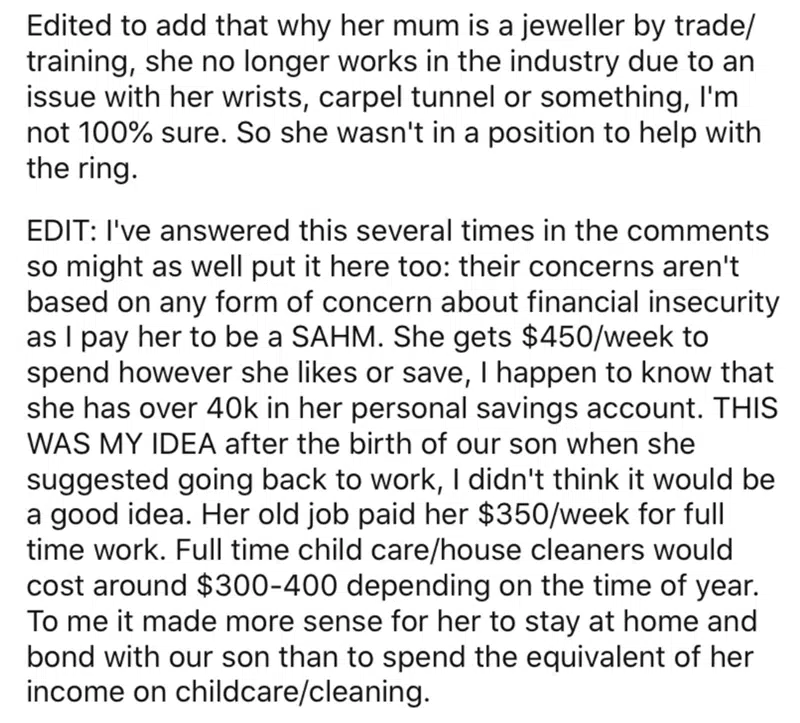 Edited to add that why her mum is a jeweller by trade/
training, she no longer works in the industry due to an
issue with her wrists, carpel tunnel or something, I'm
not 100% sure. So she wasn't in a position to help with
the ring.
EDIT: I've answered this several times in the comments
so might as well put it here too: their concerns aren't
based on any form of concern about financial insecurity
as I pay her to be a SAHM. She gets $450/week to
spend however she likes or save, I happen to know that
she has over 40k in her personal savings account. THIS
WAS MY IDEA after the birth of our son when she
suggested going back to work, I didn't think it would be
a good idea. Her old job paid her $350/week for full
time work. Full time child care/house cleaners would
cost around $300-400 depending on the time of year.
To me it made more sense for her to stay at home and
bond with our son than to spend the equivalent of her
income on childcare/cleaning.